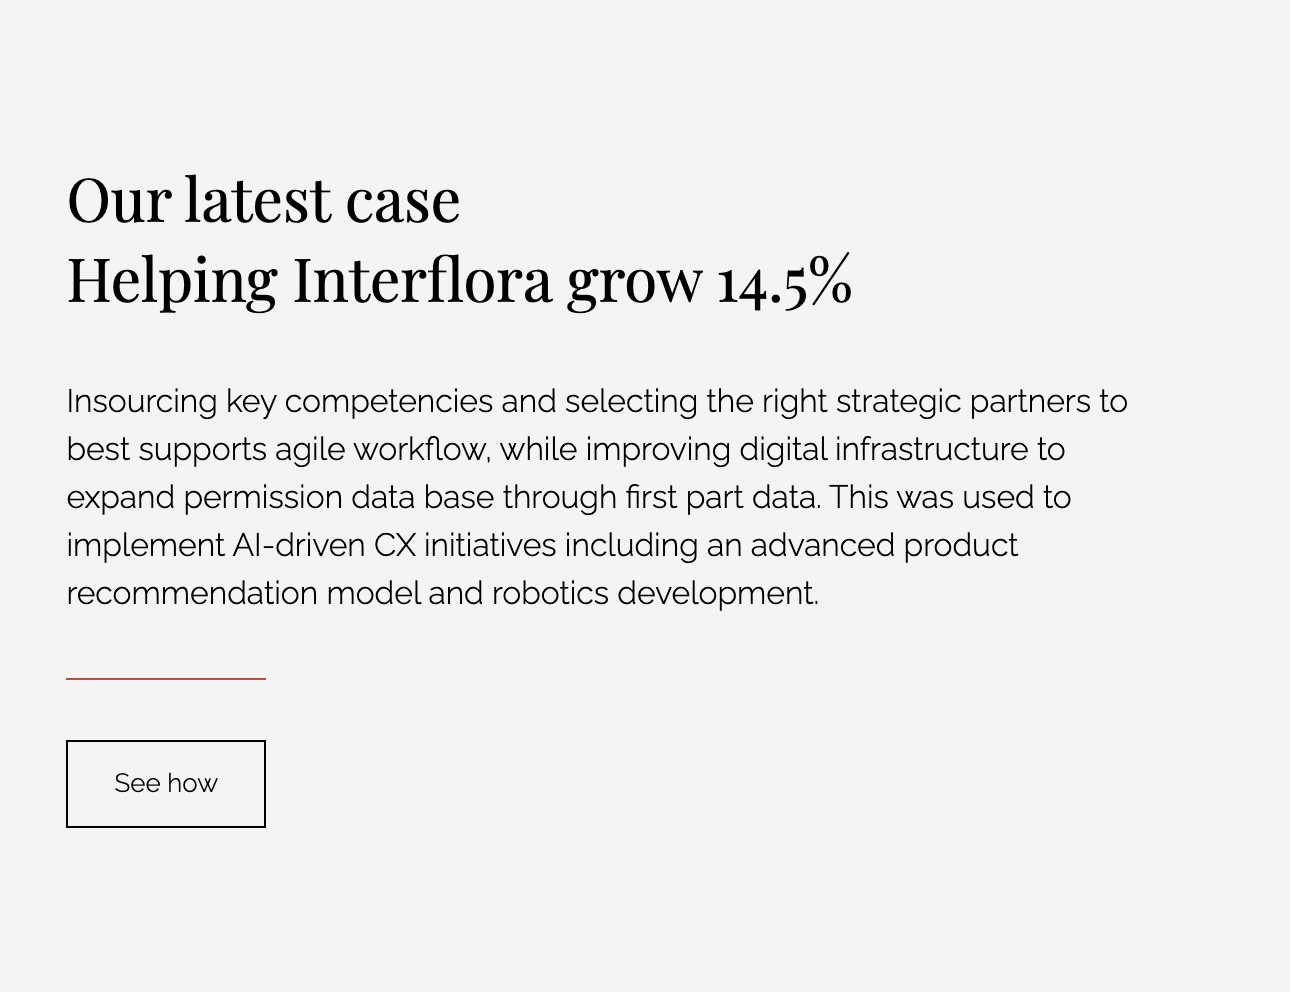 Our latest case
Helping Interflora grow 14.5%
Insourcing key competencies and selecting the right strategic partners to
best supports agile workflow, while improving digital infrastructure to
expand permission data base through first part data. This was used to
implement AI-driven CX initiatives including an advanced product
recommendation model and robotics development.
See how